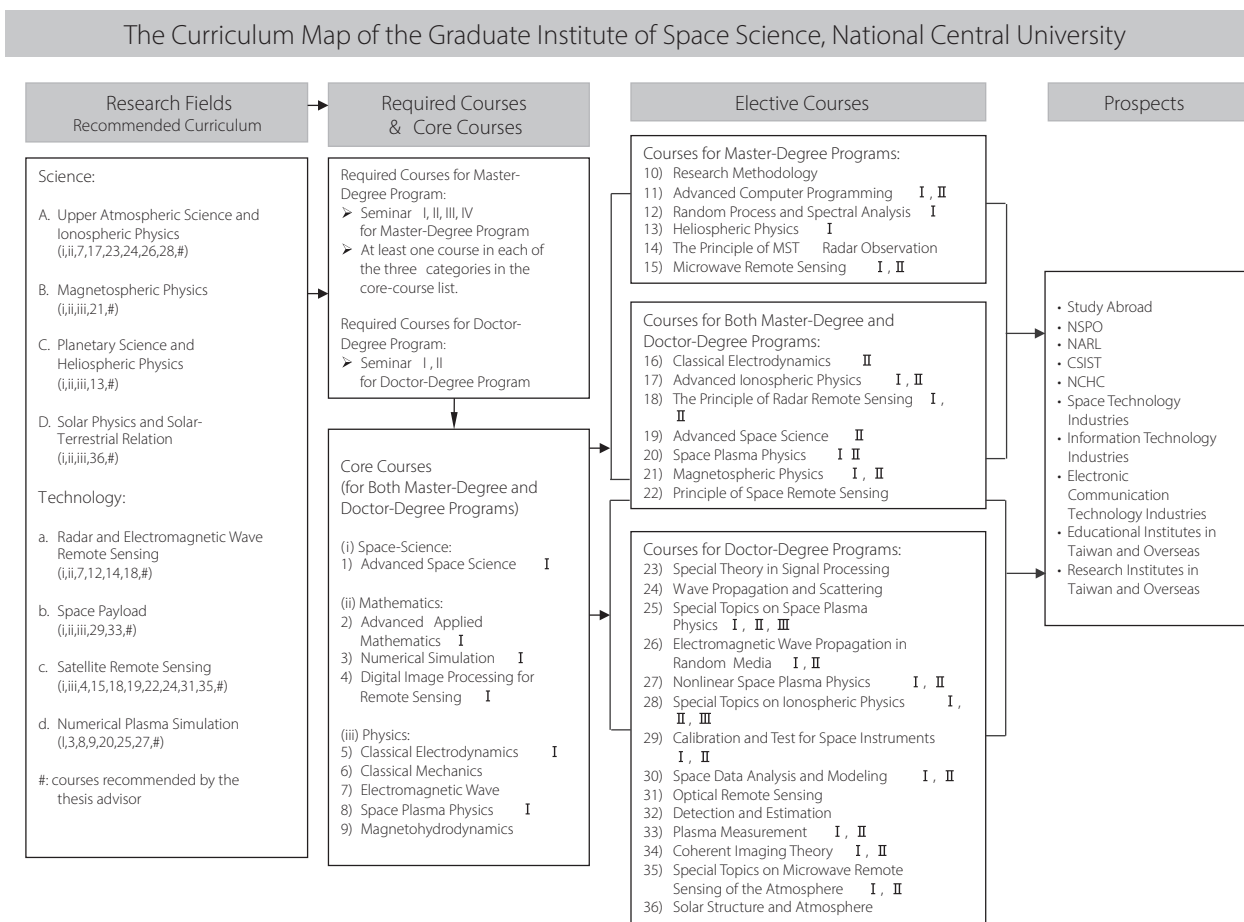 The Curriculum Map of the Graduate Institute of Space Science, National Central University
Research Fields
Recommended Curriculum
Science:
A. Upper Atmospheric Science and
Ionospheric Physics
(i,ii,7,17,23,24,26,28,#)
B. Magnetospheric Physics
(i,ii,iii,21,#)
C. Planetary Science and
Heliospheric Physics
(i,ii,iii,13,#)
D. Solar Physics and Solar-
Terrestrial Relation
(i,ii,iii,36,#)
Technology:
a. Radar and Electromagnetic Wave
Remote Sensing
(i,ii,7,12,14,18,#)
b. Space Payload
(i,ii,iii,29,33,#)
c. Satellite Remote Sensing
(i,iii,4,15,18,19,22,24,31,35,#)
d. Numerical Plasma Simulation
(I,3,8,9,20,25,27,#)
#: courses recommended by the
thesis advisor
Required Courses
& Core Courses
Required Courses for Master-
Degree Program:
➢ Seminar I, II, III, IV
for Master-Degree Program
➢ At least one course in each of
the three categories in the
core-course list.
Required Courses for Doctor-
Degree Program:
➢ Seminar I , II
for Doctor-Degree Program
Core Courses
(for Both Master-Degree and
Doctor-Degree Programs)
(i) Space-Science:
1) Advanced Space Science Ⅰ
(ii) Mathematics:
2) Advanced Applied
Mathematics Ⅰ
3) Numerical Simulation Ⅰ
4) Digital Image Processing for
Remote Sensing Ⅰ
(iii) Physics:
5) Classical Electrodynamics Ⅰ
6) Classical Mechanics
7) Electromagnetic Wave
8) Space Plasma Physics Ⅰ
9) Magnetohydrodynamics
Elective Courses
Courses for Master-Degree Programs:
10) Research Methodology
11) Advanced Computer Programming Ⅰ , Ⅱ
12) Random Process and Spectral Analysis Ⅰ
13) Heliospheric Physics Ⅰ
14) The Principle of MST Radar Observation
15) Microwave Remote Sensing Ⅰ , Ⅱ
Courses for Both Master-Degree and
Doctor-Degree Programs:
16) Classical Electrodynamics Ⅱ
17) Advanced Ionospheric Physics Ⅰ , Ⅱ
18) The Principle of Radar Remote Sensing Ⅰ ,
Ⅱ
19) Advanced Space Science Ⅱ
20) Space Plasma Physics Ⅰ Ⅱ
21) Magnetospheric Physics Ⅰ , Ⅱ
22) Principle of Space Remote Sensing
Courses for Doctor-Degree Programs:
23) Special Theory in Signal Processing
24) Wave Propagation and Scattering
25) Special Topics on Space Plasma
Physics Ⅰ , Ⅱ , Ⅲ
26) Electromagnetic Wave Propagation in
Random Media Ⅰ , Ⅱ
27) Nonlinear Space Plasma Physics Ⅰ , Ⅱ
28) Special Topics on Ionospheric Physics Ⅰ ,
Ⅱ , Ⅲ
29) Calibration and Test for Space Instruments
Ⅰ , Ⅱ
30) Space Data Analysis and Modeling Ⅰ , Ⅱ
31) Optical Remote Sensing
32) Detection and Estimation
33) Plasma Measurement Ⅰ , Ⅱ
34) Coherent Imaging Theory Ⅰ , Ⅱ
35) Special Topics on Microwave Remote
Sensing of the Atmosphere Ⅰ , Ⅱ
36) Solar Structure and Atmosphere
Prospects
• Study Abroad
• NSPO
• NARL
• CSIST
• NCHC
• Space Technology
Industries
• Information Technology
Industries
• Electronic
Communication
Technology Industries
• Educational Institutes in
Taiwan and Overseas
• Research Institutes in
Taiwan and Overseas